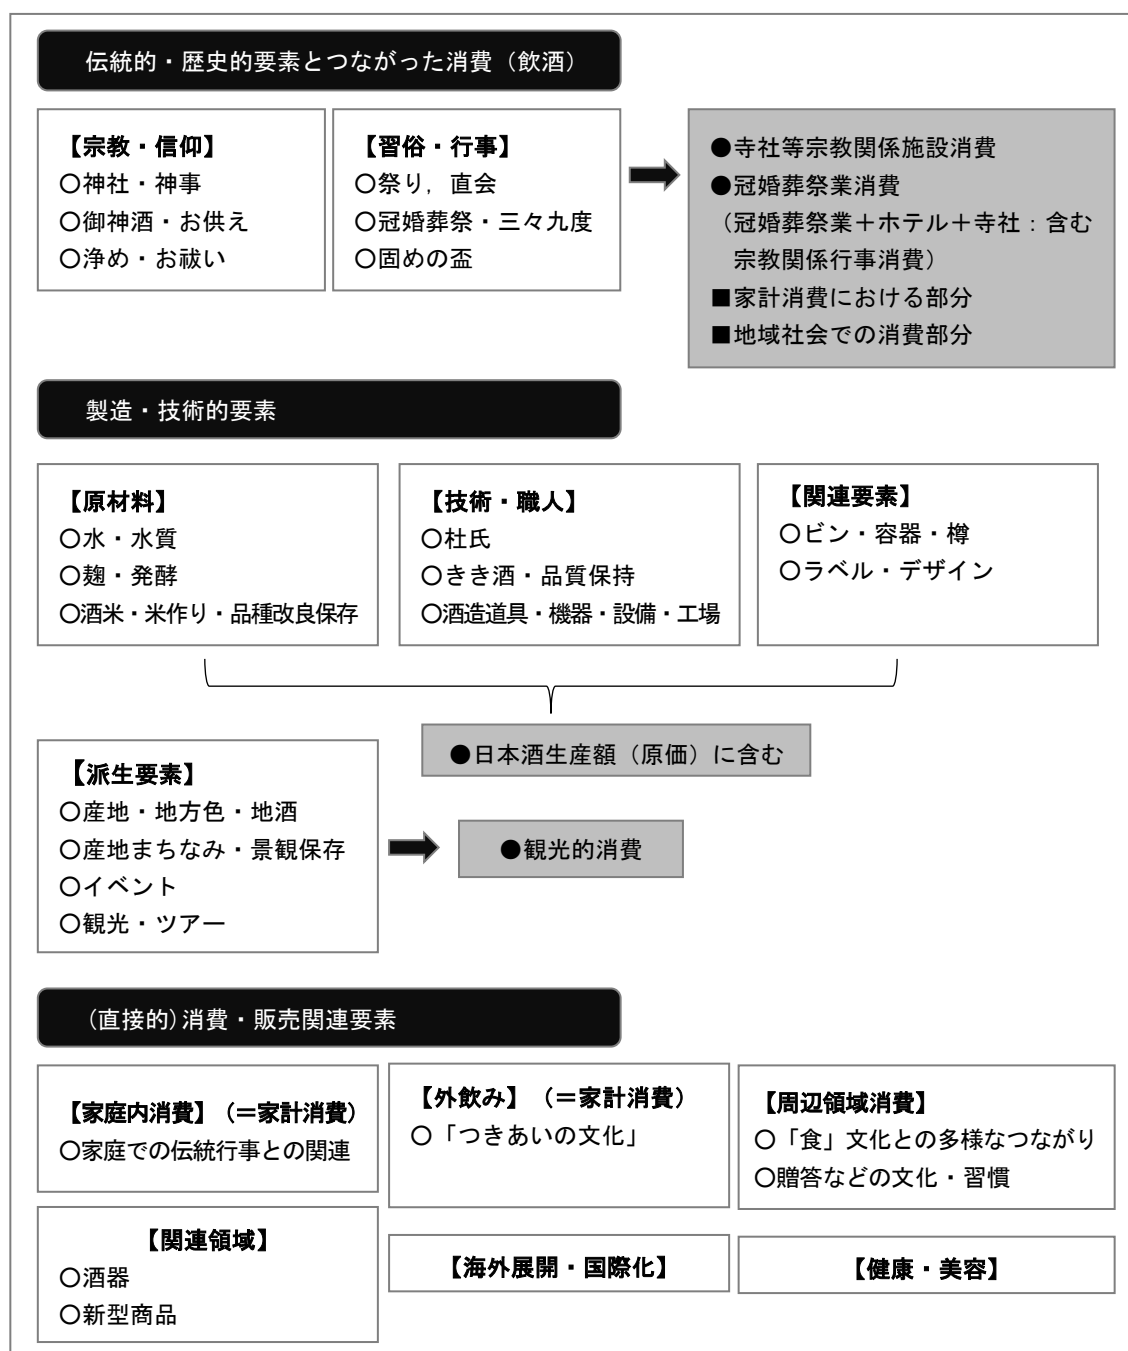 伝統的・歴史的要素とつながった消費（飲酒）
【宗教・信仰】
○神社・神事
○御神酒・お供え
○浄め・お祓い
【習俗・行事】
○祭り，直会
○冠婚葬祭・三々九度
○固めの盃
●寺社等宗教関係施設消費
●冠婚葬祭業消費
（冠婚葬祭業＋ホテル＋寺社：含む
宗教関係行事消費）
■家計消費における部分
■地域社会での消費部分
製造・技術的要素
【原材料】
○水・水質
○麹・発酵
○酒米・米作り・品種改良保存
【技術・職人】
○杜氏
○きき酒・品質保持
○酒造道具・機器・設備・工場
【関連要素】
○ビン・容器・樽
○ラベル・デザイン
●日本酒生産額（原価）に含む
【派生要素】
○産地・地方色・地酒
○産地まちなみ・景観保存
○イベント
○観光・ツアー
●観光的消費
（直接的）消費・販売関連要素
【家庭内消費】（＝家計消費）
○家庭での伝統行事との関連
【外飲み】（＝家計消費）
○「つきあいの文化」
【周辺領域消費】
○「食」文化との多様なつながり
○贈答などの文化・習慣
【関連領域】
○酒器
○新型商品
【海外展開・国際化】
【健康・美容】